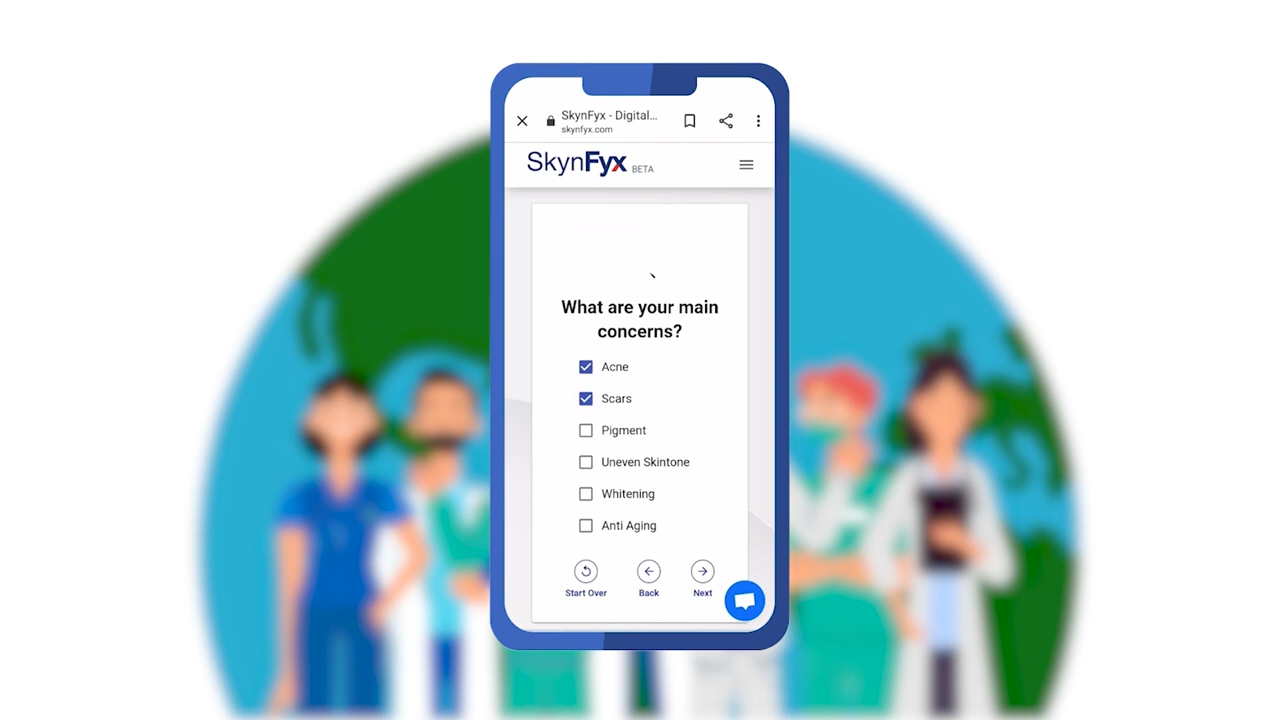 SkynFyx - Digital...
skynfyx.com
SkynFyx BETA
What are your main
concerns?
Acne
Scars
Pigment
Uneven Skintone
Whitening
Anti Aging
Start Over
Back
Next